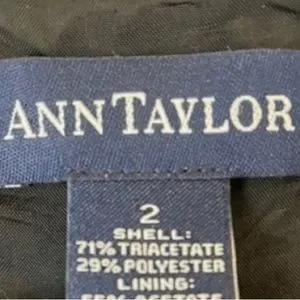 ANN TAYLOR
2
SHELL:
71% TRIACETATE
29% POLYESTER
LINING: